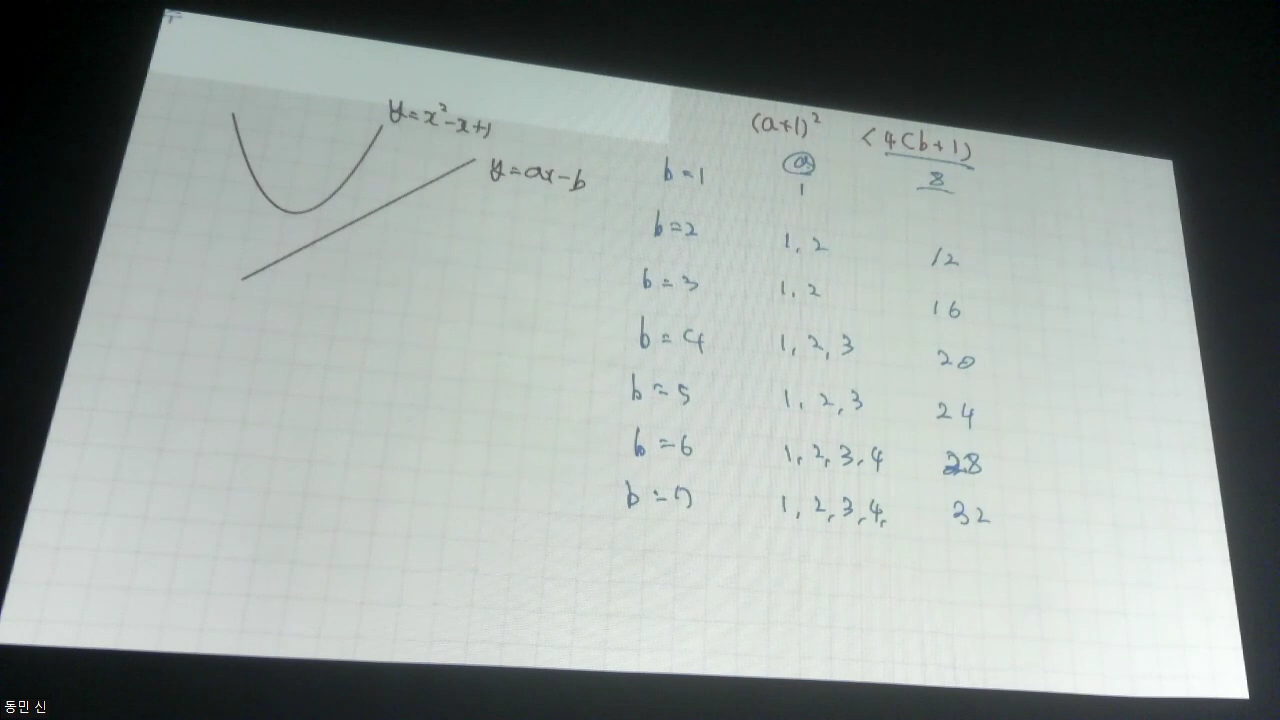 y=x²-x+1
y=ax-b
(a+1)² < 4(b+1)
b=1 a 8
1
b=2 1, 2 12
b=3 1, 2 16
b=4 1, 2, 3 20
b=5 1, 2, 3 24
b=6 1, 2, 3, 4 28
b=7 1, 2, 3, 4, 32
동민 신